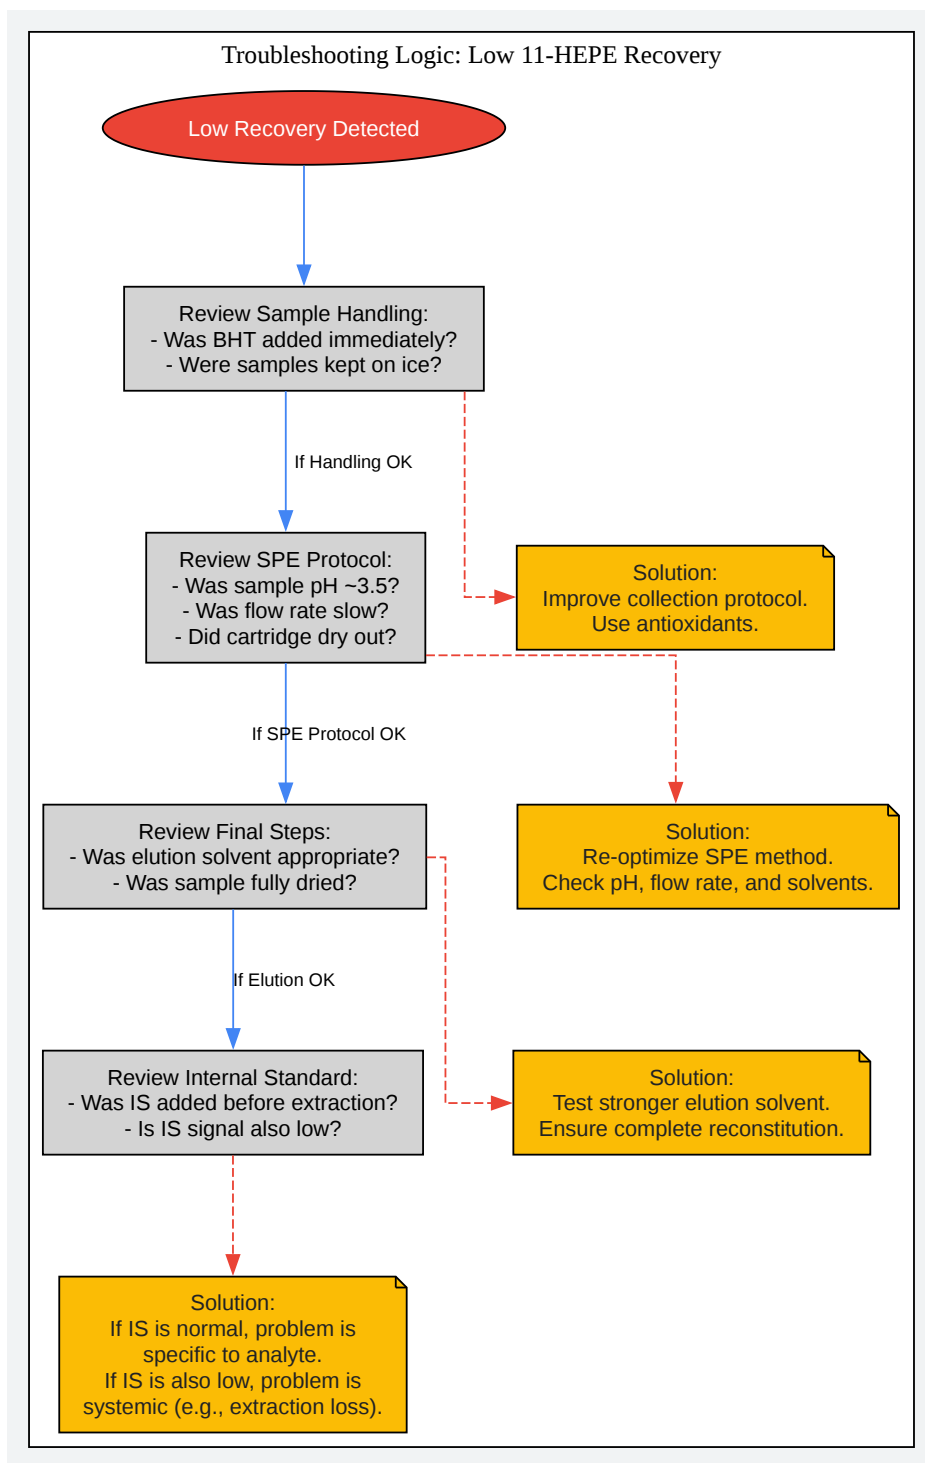 Troubleshooting Logic: Low 11-HEPE Recovery
Low Recovery Detected
Review Sample Handling:
- Was BHT added immediately?
- Were samples kept on ice?
If Handling OK
Review SPE Protocol:
- Was sample pH ~3.5?
- Was flow rate slow?
- Did cartridge dry out?
Solution:
Improve collection protocol.
Use antioxidants.
If SPE Protocol OK
Review Final Steps:
- Was elution solvent appropriate?
- Was sample fully dried?
Solution:
Re-optimize SPE method.
Check pH, flow rate, and solvents.
If Elution OK
Review Internal Standard:
- Was IS added before extraction?
- Is IS signal also low?
Solution:
Test stronger elution solvent.
Ensure complete reconstitution.
Solution:
If IS is normal, problem is
specific to analyte.
If IS is also low, problem is
systemic (e.g., extraction loss).